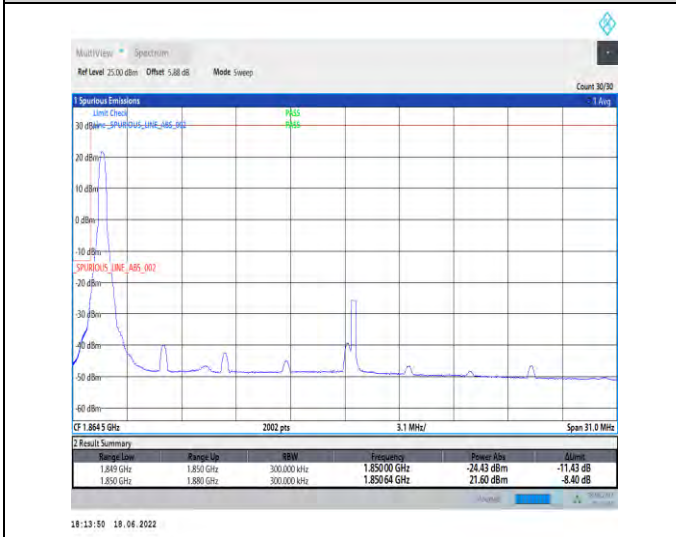 MultiView Spectrum
Ref Level 25.00 dBm Offset 5.88 dB Mode Sweep
Count 30/30
1 Spurious Emissions 1 Avg
Limit Check PASS
30 dBm Line _SPURIOUS_LINE_ABS_002 PASS
20 dBm
10 dBm
0 dBm
-10 dBm
_SPURIOUS_LINE_ABS_002
-20 dBm
-30 dBm
-40 dBm
-50 dBm
-60 dBm
CF 1.8645 GHz 2002 pts 3.1 MHz/ Span 31.0 MHz
2 Result Summary
Range Low Range Up RBW Frequency Power Abs ΔLimit
1.849 GHz 1.850 GHz 300.000 kHz 1.85000 GHz -24.43 dBm -11.43 dB
1.850 GHz 1.880 GHz 300.000 kHz 1.85064 GHz 21.60 dBm -8.40 dB
18:13:50 18.06.2022